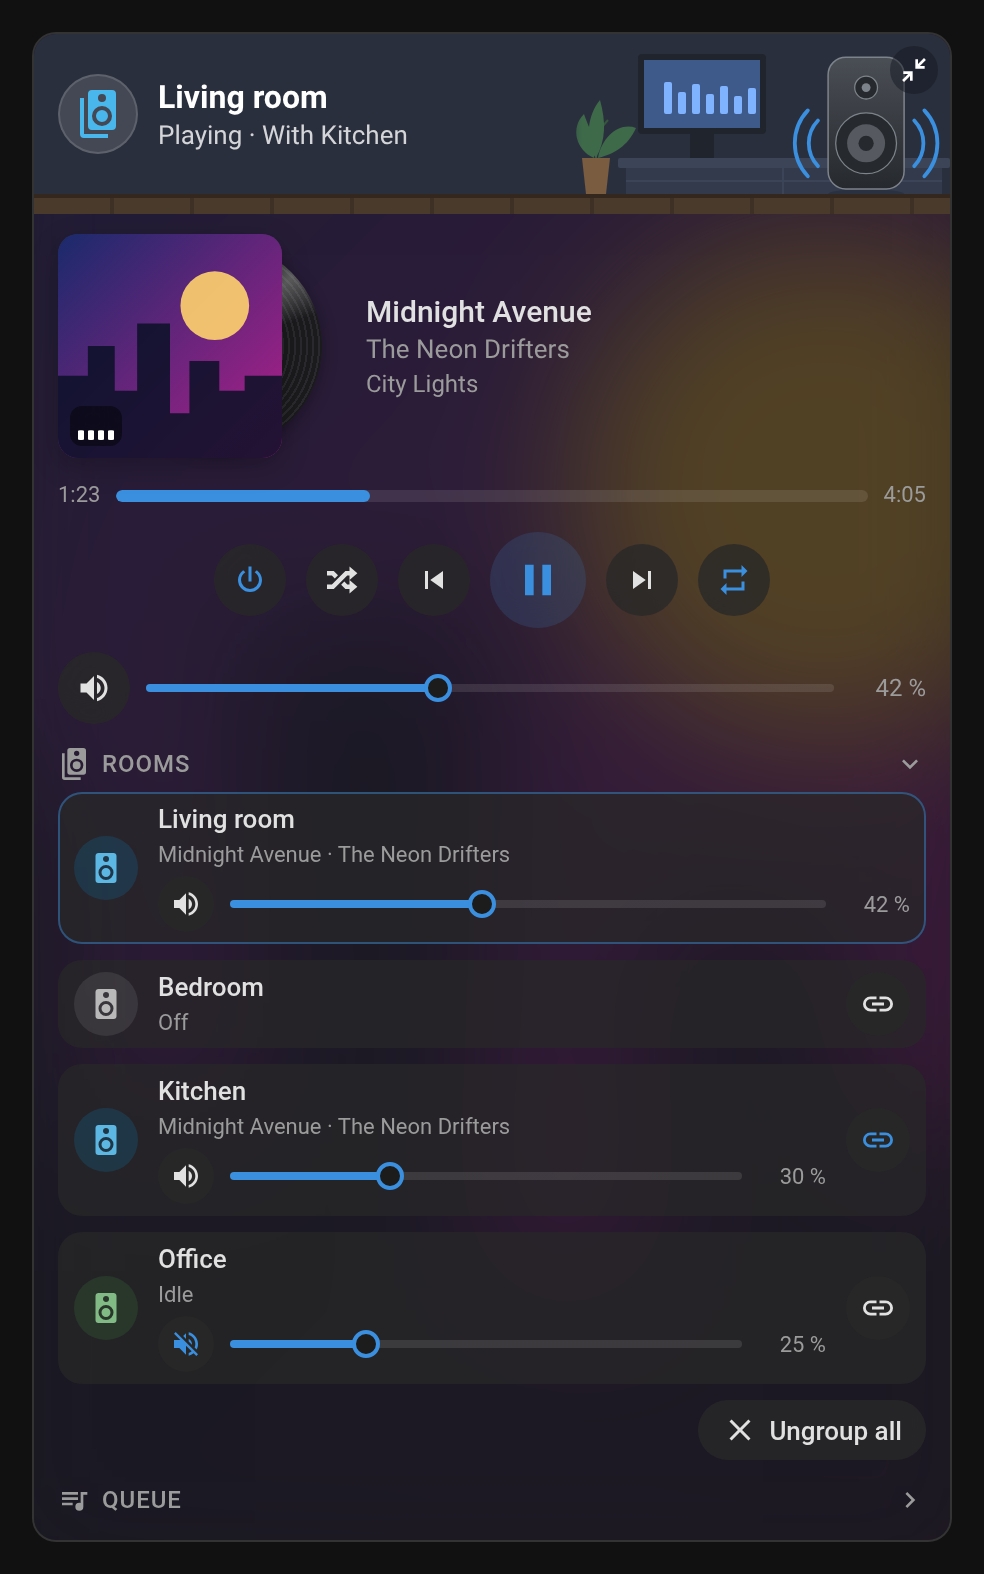 Living room
Playing · With Kitchen
Midnight Avenue
The Neon Drifters
City Lights
1:23
4:05
42 %
ROOMS
Living room
Midnight Avenue · The Neon Drifters
42 %
Bedroom
Off
Kitchen
Midnight Avenue · The Neon Drifters
30 %
Office
Idle
25 %
Ungroup all
QUEUE